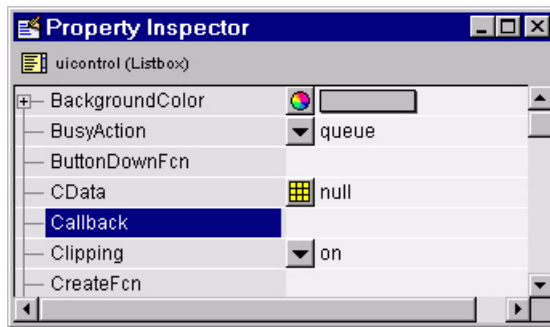 Property Inspector
uicontrol (Listbox)
BackgroundColor
BusyAction queue
ButtonDownFcn
CData null
Callback
Clipping on
CreateFcn